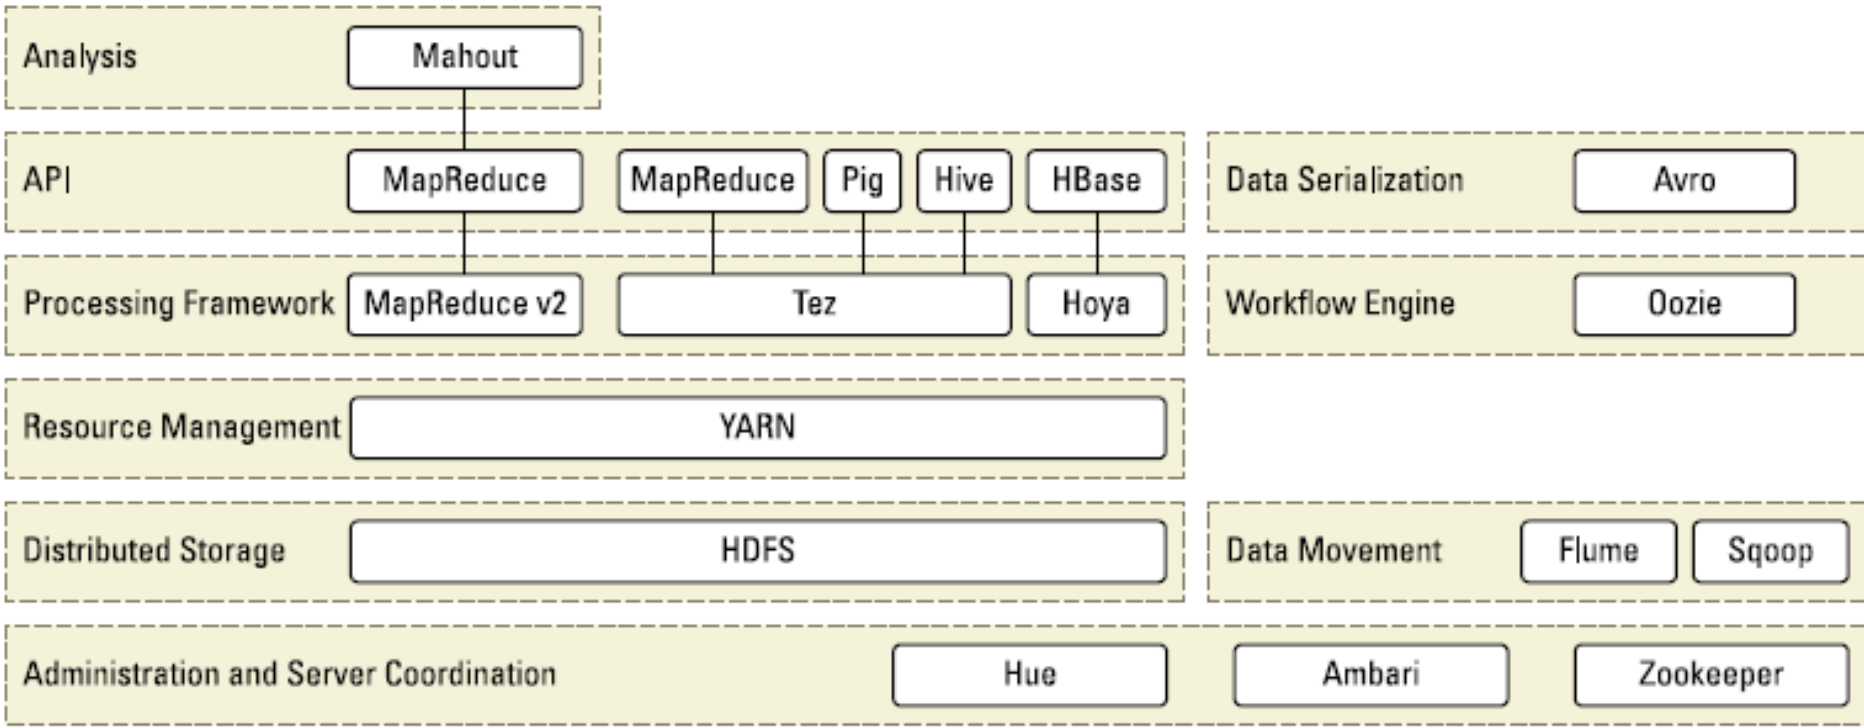 Analysis Mahout
API MapReduce MapReduce Pig Hive HBase Data Serialization Avro
Processing Framework MapReduce v2 Tez Hoya Workflow Engine Oozie
Resource Management YARN
Distributed Storage HDFS Data Movement Flume Sqoop
Administration and Server Coordination Hue Ambari Zookeeper